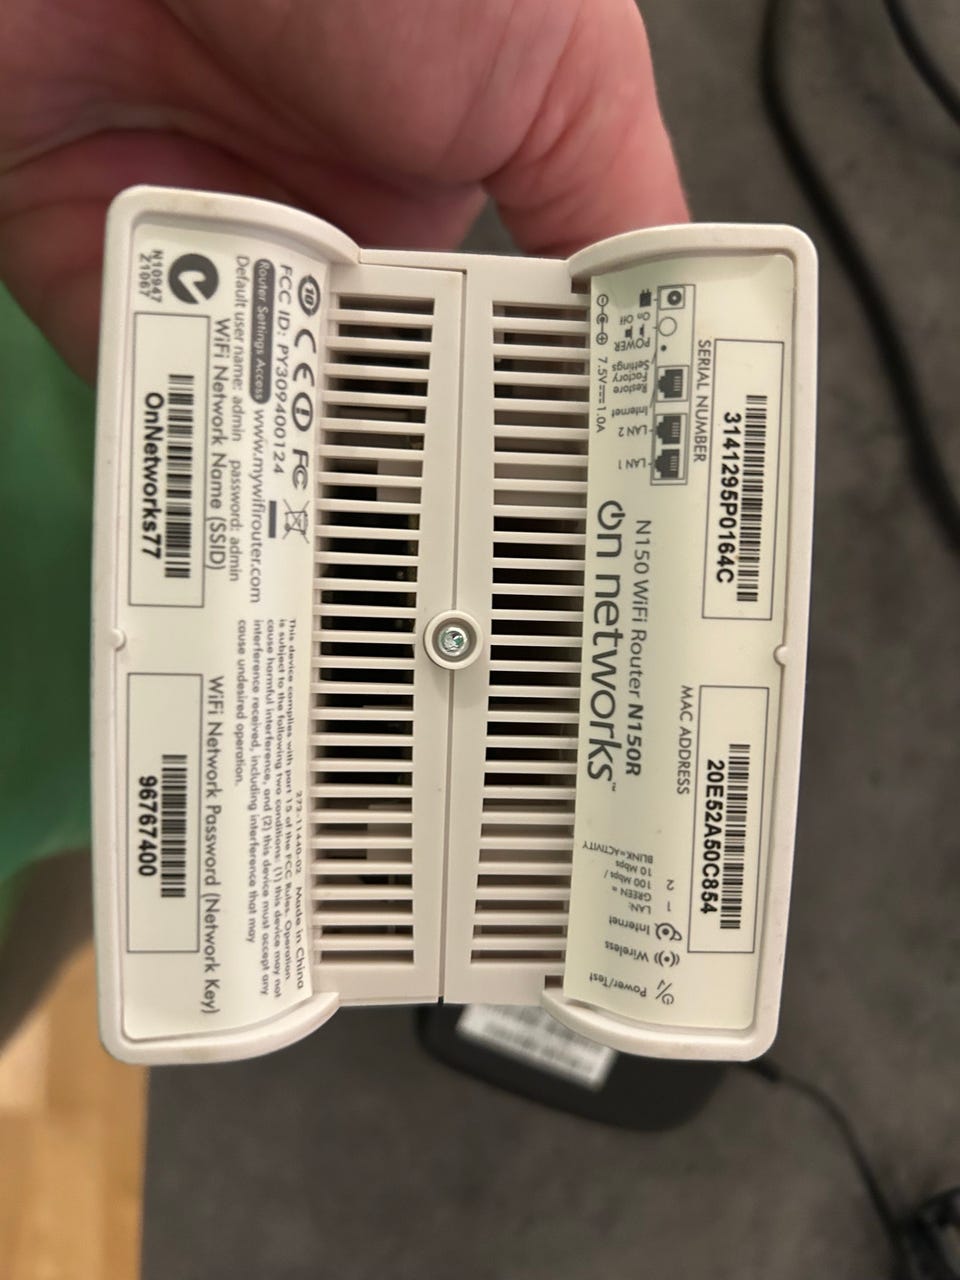 SERIAL NUMBER
3141295P0164C
MAC ADDRESS
20E52A50C854
N150 WiFi Router N150R
On networks™
7.5V 1.0A
On Off
POWER
Restore
Factory
Settings
Internet
LAN 2
LAN 1
LAN:
GREEN =
100 Mbps /
10 Mbps
BLINK=ACTIVITY
2 1
Internet
Wireless
Power/Test
10 CE FC
272-11440-02 Made in China
FCC ID: PY309400124
This device complies with part 15 of the FCC Rules. Operation
is subject to the following two conditions: (1) this device may not
cause harmful interference, and (2) this device must accept any
interference received, including interference that may
cause undesired operation.
Router Settings Access www.mywifirouter.com
Default user name: admin password: admin
WiFi Network Name (SSID)
OnNetworks77
WiFi Network Password (Network Key)
96767400
N10947
Z1067